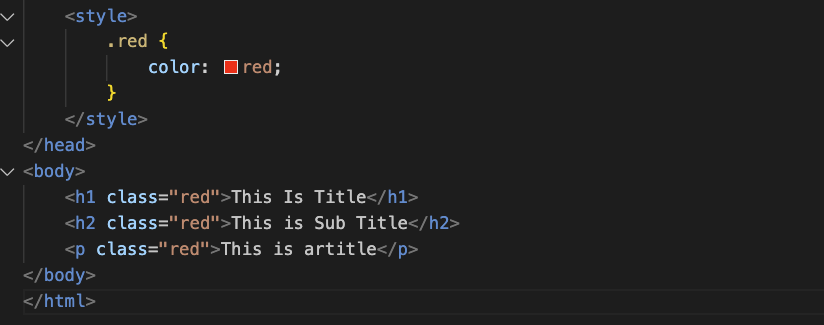 <style>
.red {
color: red;
}
</style>
</head>
<body>
<h1 class="red">This Is Title</h1>
<h2 class="red">This is Sub Title</h2>
<p class="red">This is artitle</p>
</body>
</html>